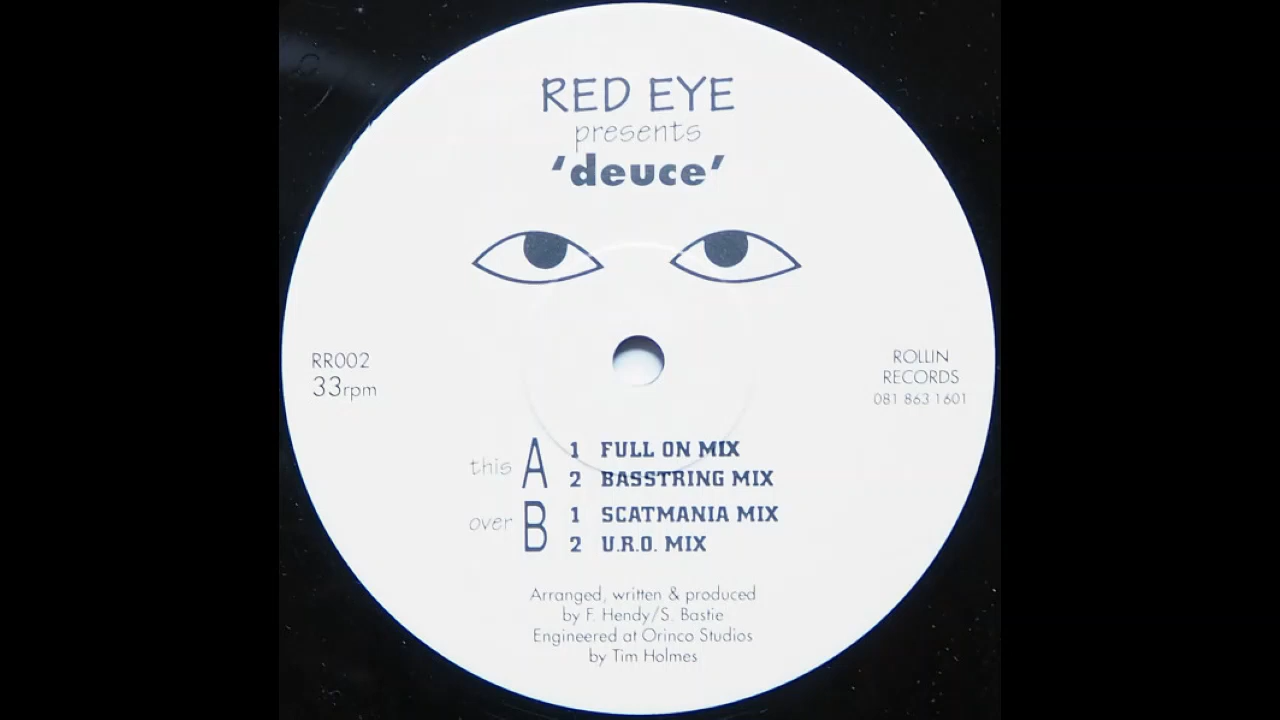 RED EYE
presents
'deuce'
RR002
33rpm
ROLLIN
RECORDS
081 863 1601
this A 1 FULL ON MIX
2 BASSTRING MIX
over B 1 SCATMANIA MIX
2 U.R.O. MIX
Arranged, written & produced
by F. Hendy/S. Bastie
Engineered at Orinco Studios
by Tim Holmes